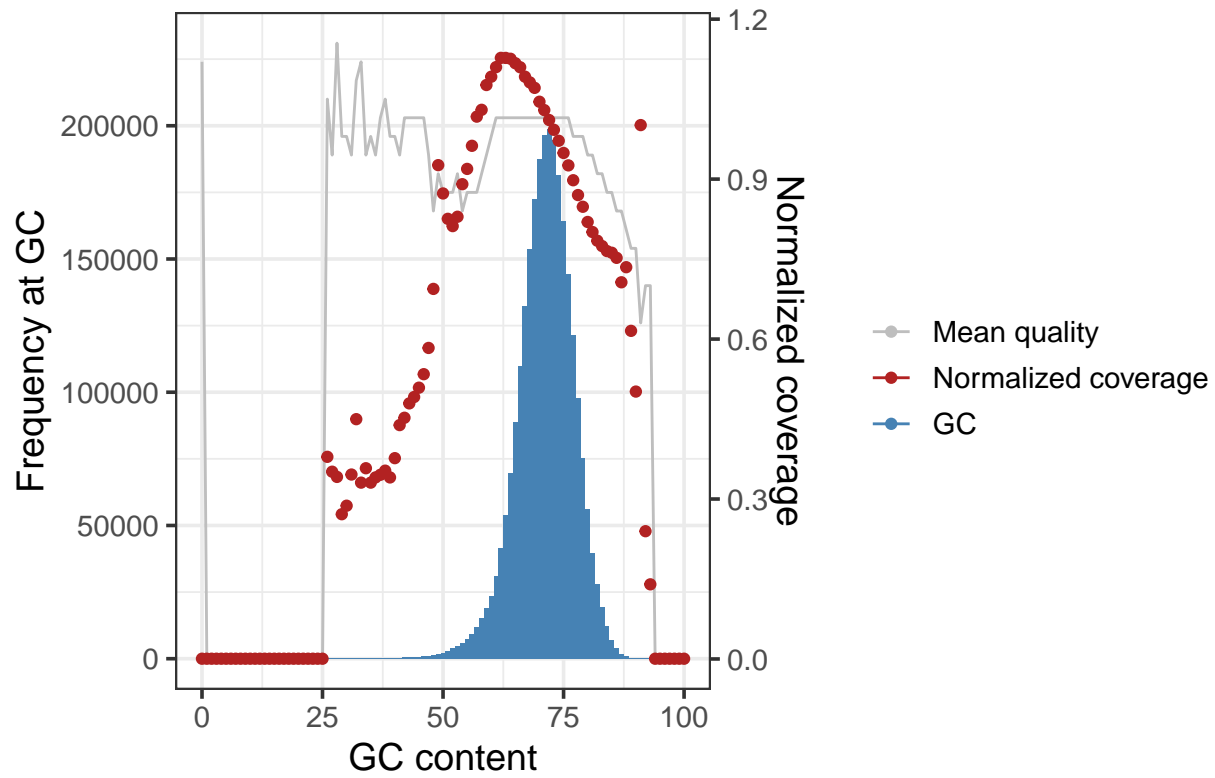 Frequency at GC
200000
150000
100000
50000
0
1.2
0.9
0.6
0.3
0.0
Normalized coverage
0
25
50
75
100
GC content
Mean quality
Normalized coverage
GC